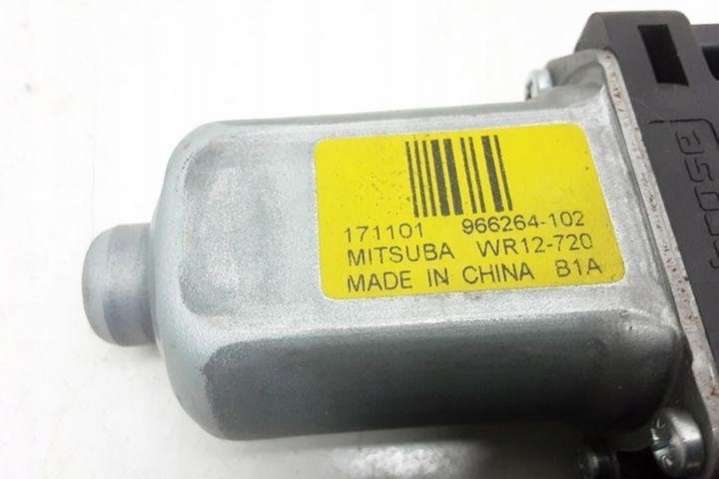 171101 966264-102
MITSUBA WR12-720
MADE IN CHINA B1A